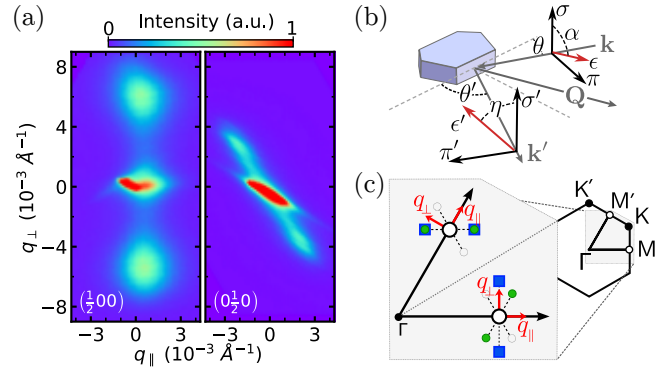 (a)
Intensity (a.u.)
0 1
8
4
0
-4
-8
q⊥ (10⁻³ Å⁻¹)
(½00)
(0½0)
-3 0 3
-3 0 3
q∥ (10⁻³ Å⁻¹)
(b)
σ
α
θ
k
ϵ
π
Q
θ′
η
σ′
ϵ′
π′
k′
(c)
q⊥
q∥
q⊥
q∥
Γ
K′
M′
K
Γ
M